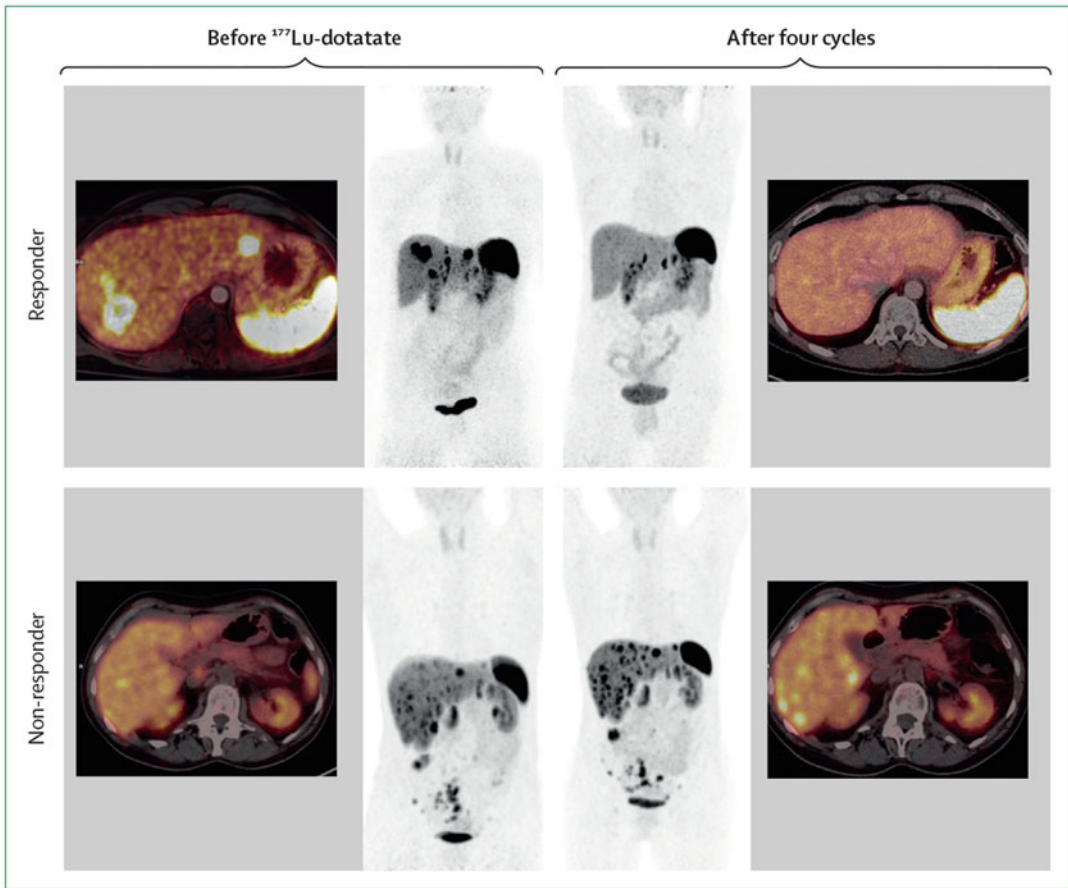 Before ¹⁷⁷Lu-dotatate
After four cycles
Responder
Non-responder